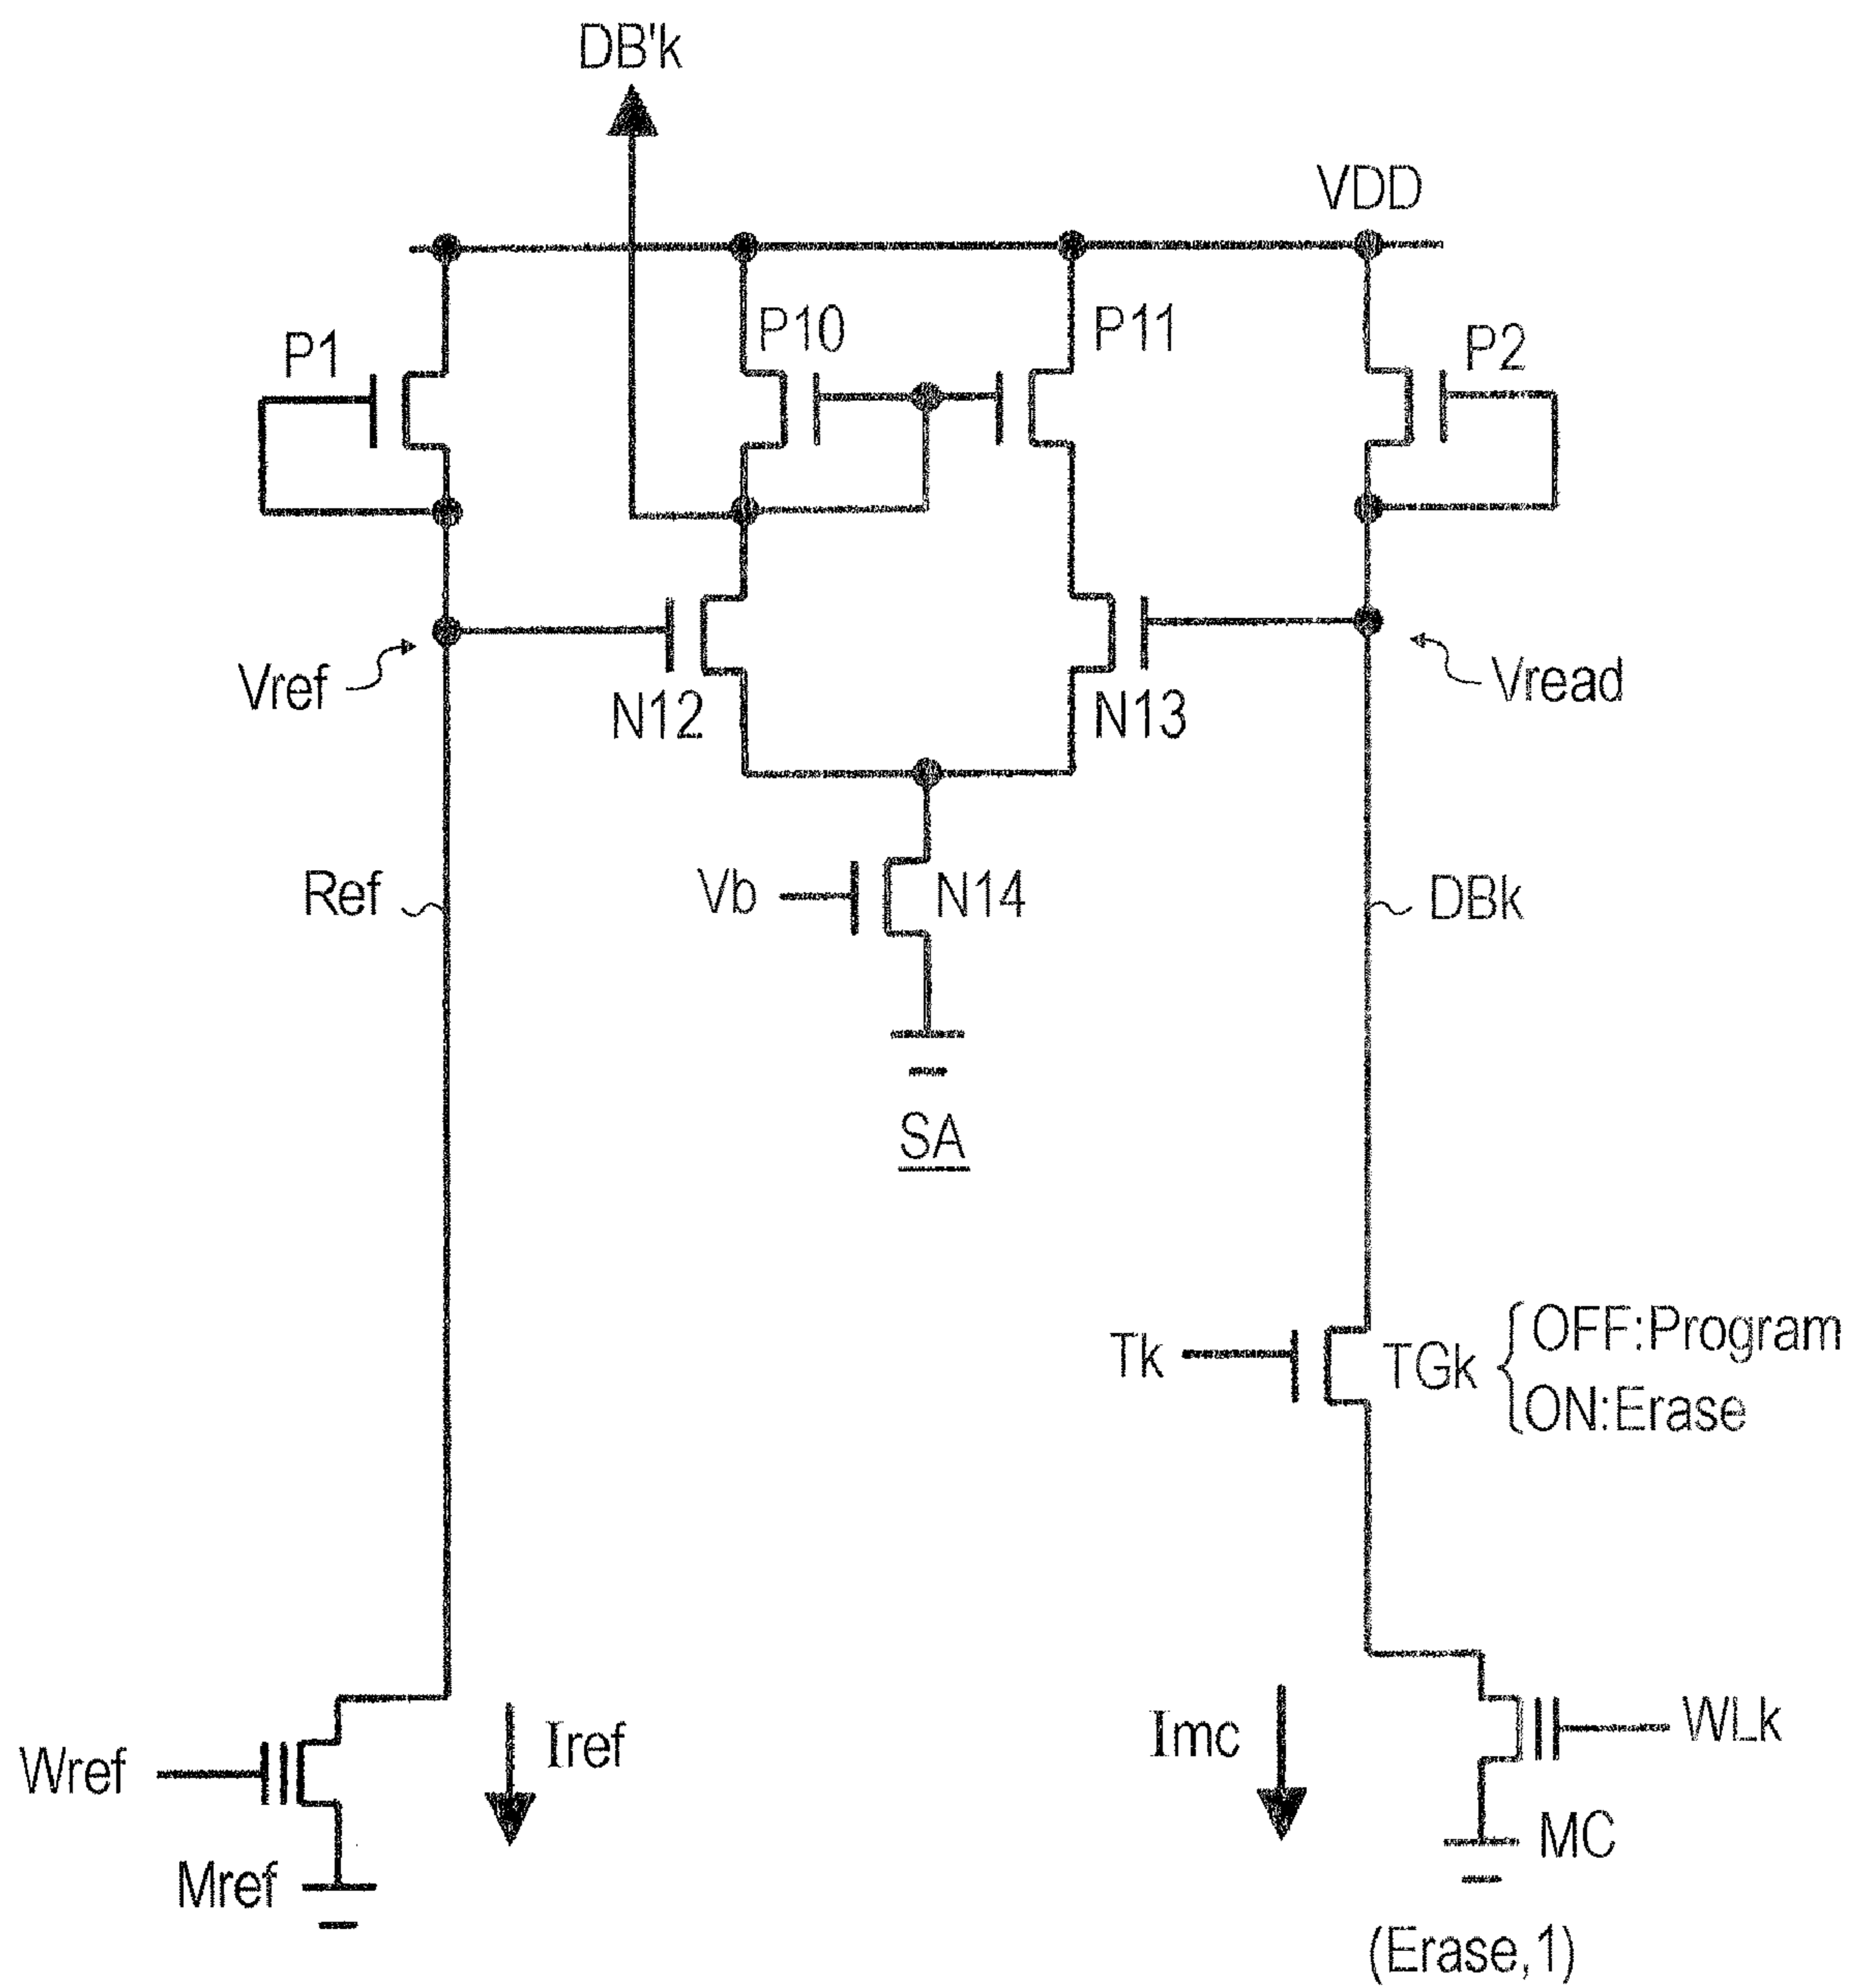 DB'k
VDD
P1
P10
P11
P2
Vref
N12
N13
Vread
Ref
Vb
N14
DBk
SA
Tk
TGk
OFF:Program
ON:Erase
Wref
Iref
Imc
WLk
Mref
MC
(Erase,1)